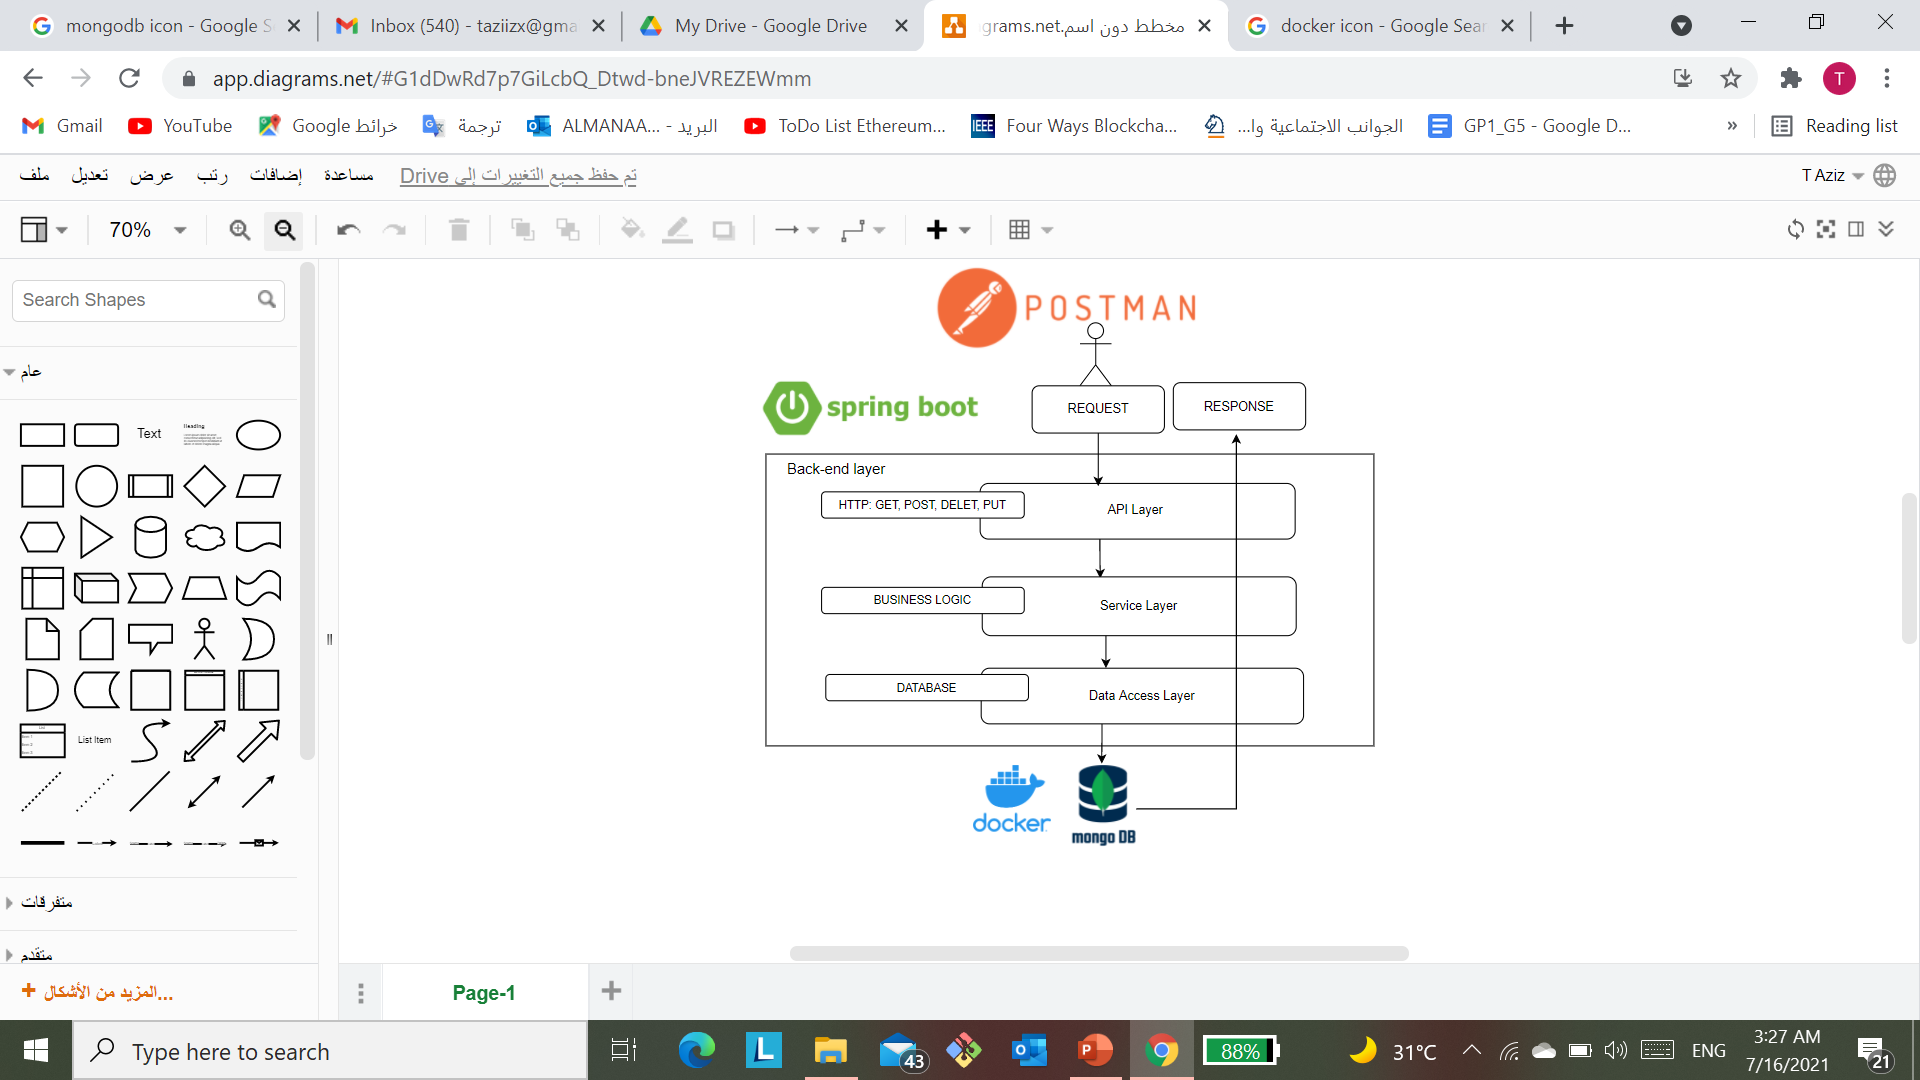 mongodb icon - Google S
Inbox (540) - taziizx@gma
My Drive - Google Drive
مخطط دون اسم.grams.net
docker icon - Google Sear
app.diagrams.net/#G1dDwRd7p7GiLcbQ_Dtwd-bneJVREZEWmm
T
Gmail
YouTube
خرائط Google
ترجمة
ALMANAA... - البريد
ToDo List Ethereum...
IEEE
Four Ways Blockcha...
الجوانب الاجتماعية وا...
GP1_G5 - Google D...
»
Reading list
ملف
تعديل
عرض
رتب
إضافات
مساعدة
تم حفظ جميع التغييرات إلى Drive
T Aziz
70%
Search Shapes
عام
Text
Heading
List Item
متفرقات
متقدم
+ المزيد من الأشكال...
POSTMAN
spring boot
REQUEST
RESPONSE
Back-end layer
HTTP: GET, POST, DELET, PUT
API Layer
BUSINESS LOGIC
Service Layer
DATABASE
Data Access Layer
docker
mongo DB
Page-1
Type here to search
L
43
88%
31°C
ENG
3:27 AM
7/16/2021
21